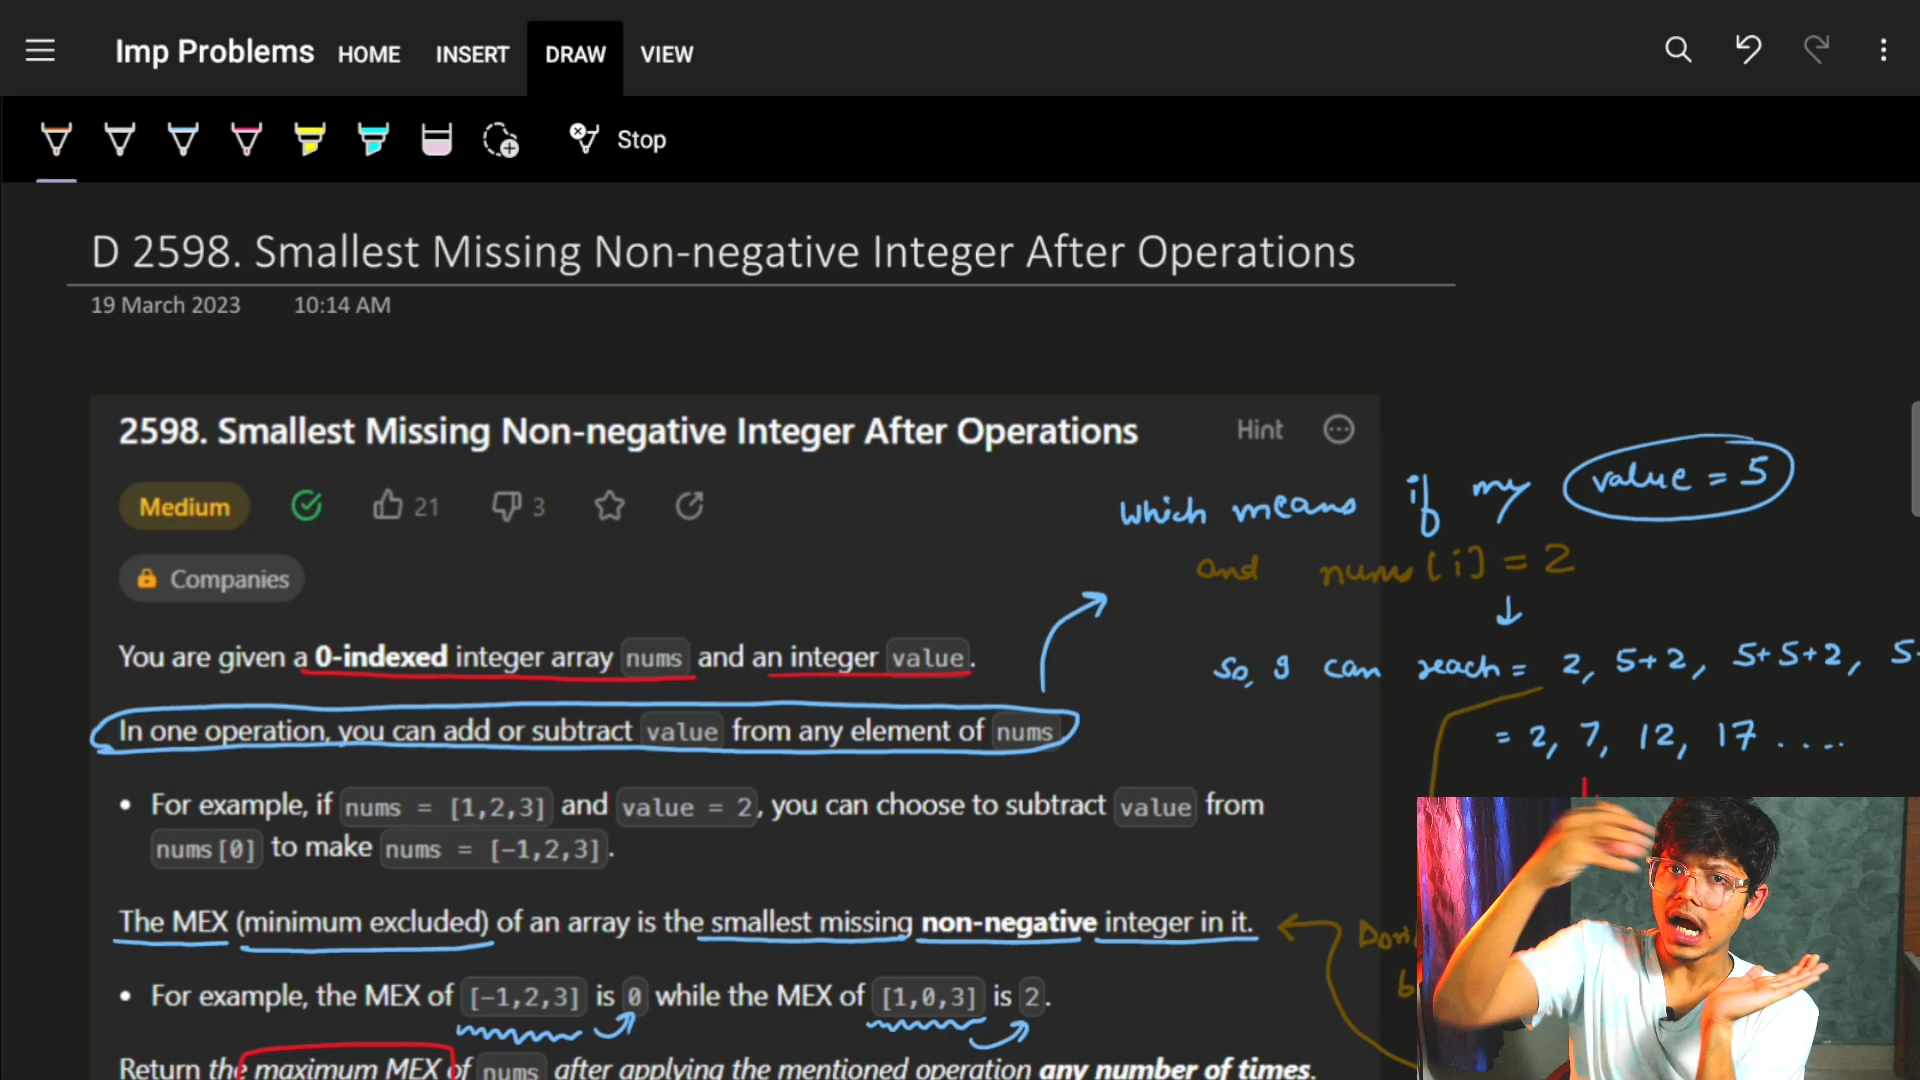 Imp Problems HOME INSERT DRAW VIEW
Stop
D 2598. Smallest Missing Non-negative Integer After Operations
19 March 2023 10:14 AM
2598. Smallest Missing Non-negative Integer After Operations Hint
Medium 21 3
Companies
You are given a 0-indexed integer array nums and an integer value.
In one operation, you can add or subtract value from any element of nums
• For example, if nums = [1,2,3] and value = 2, you can choose to subtract value from
nums[0] to make nums = [-1,2,3].
The MEX (minimum excluded) of an array is the smallest missing non-negative integer in it.
• For example, the MEX of [-1,2,3] is 0 while the MEX of [1,0,3] is 2.
Return the maximum MEX of nums after applying the mentioned operation any number of times.
which means if my value = 5
and nums[i] = 2
↓
so, I can reach = 2, 5+2, 5+5+2, 5+
= 2, 7, 12, 17 ....